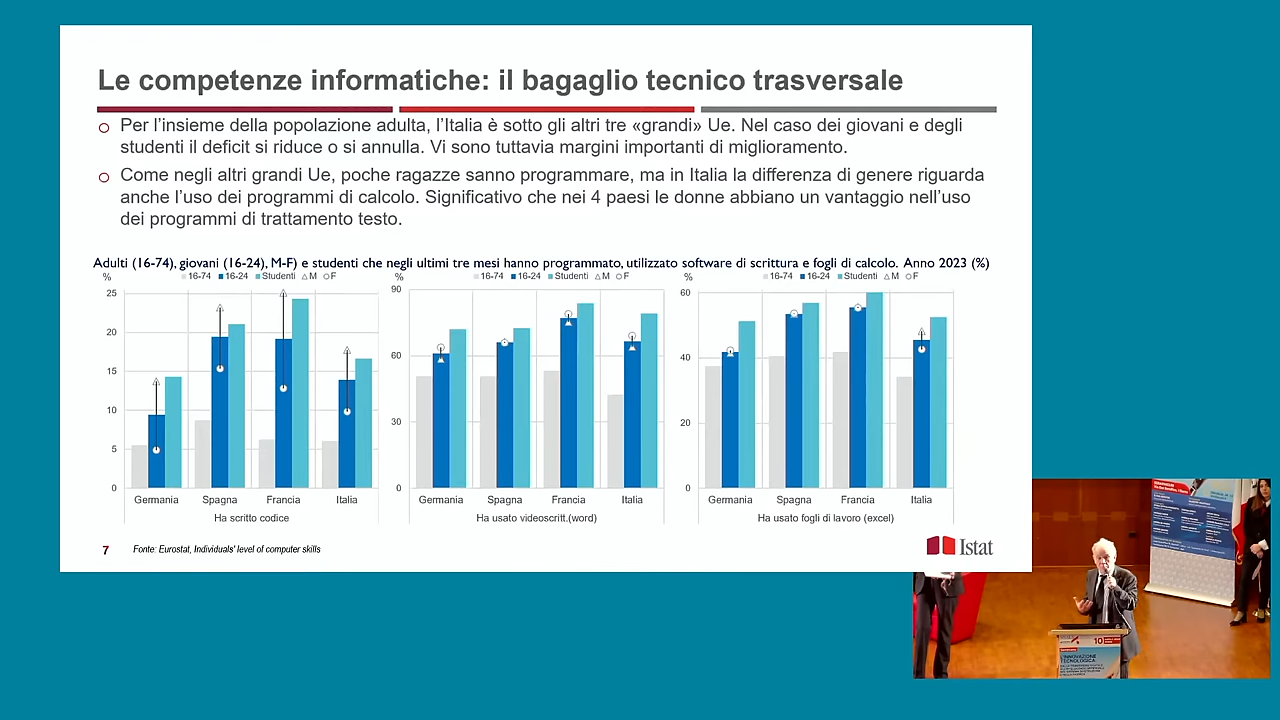 Le competenze informatiche: il bagaglio tecnico trasversale
Per l'insieme della popolazione adulta, l'Italia è sotto gli altri tre «grandi» Ue. Nel caso dei giovani e degli
studenti il deficit si riduce o si annulla. Vi sono tuttavia margini importanti di miglioramento.
Come negli altri grandi Ue, poche ragazze sanno programmare, ma in Italia la differenza di genere riguarda
anche l'uso dei programmi di calcolo. Significativo che nei 4 paesi le donne abbiano un vantaggio nell'uso
dei programmi di trattamento testo.
Adulti (16-74), giovani (16-24), M-F) e studenti che negli ultimi tre mesi hanno programmato, utilizzato software di scrittura e fogli di calcolo. Anno 2023 (%)
% 16-74 16-24 Studenti M F
25
20
15
10
5
0
Germania Spagna Francia Italia
Ha scritto codice
% 16-74 16-24 Studenti M F
90
60
30
0
Germania Spagna Francia Italia
Ha usato videoscritt.(word)
% 16-74 16-24 Studenti M F
60
40
20
0
Germania Spagna Francia Italia
Ha usato fogli di lavoro (excel)
7
Fonte: Eurostat, Individuals' level of computer skills
Istat
10
L'INNOVAZIONE
TECNOLOGICA